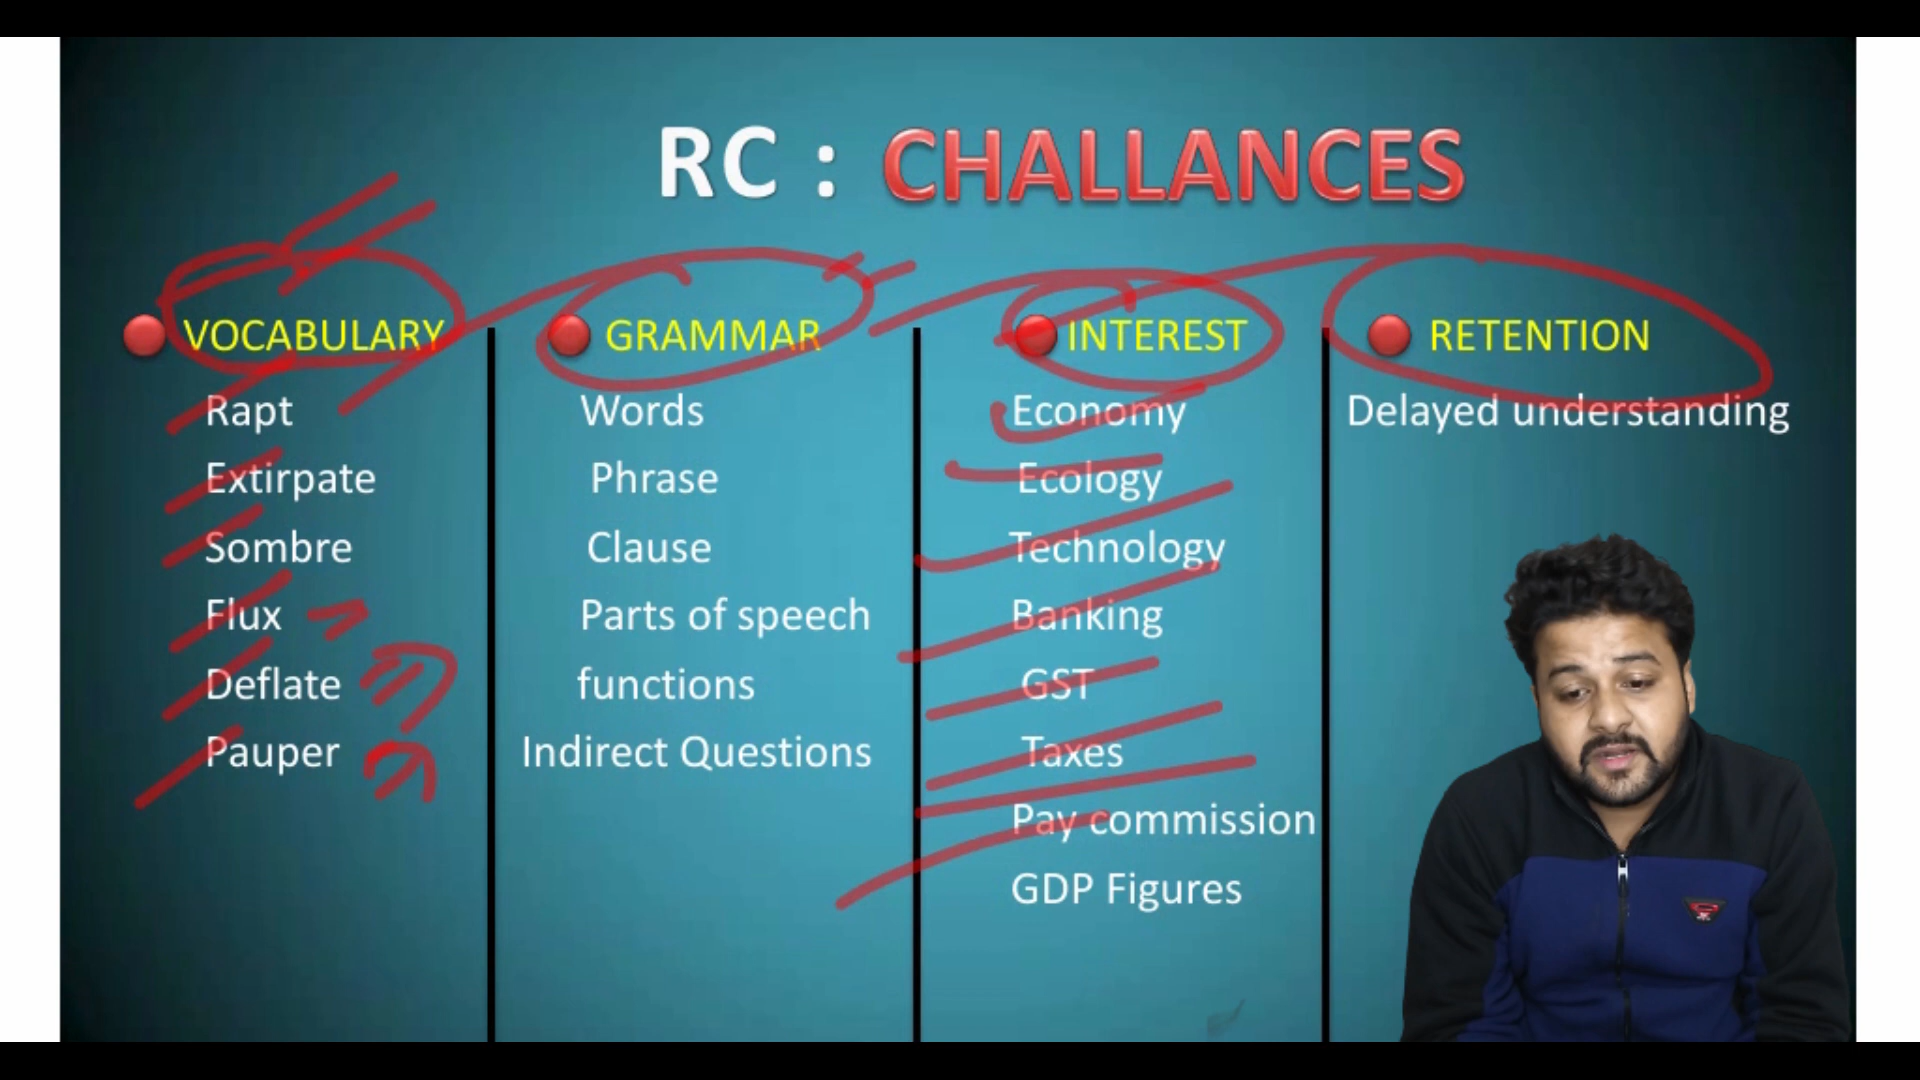 RC : CHALLANCES
VOCABULARY
Rapt
Extirpate
Sombre
Flux
Deflate
Pauper
GRAMMAR
Words
Phrase
Clause
Parts of speech
functions
Indirect Questions
INTEREST
Economy
Ecology
Technology
Banking
GST
Taxes
Pay commission
GDP Figures
RETENTION
Delayed understanding